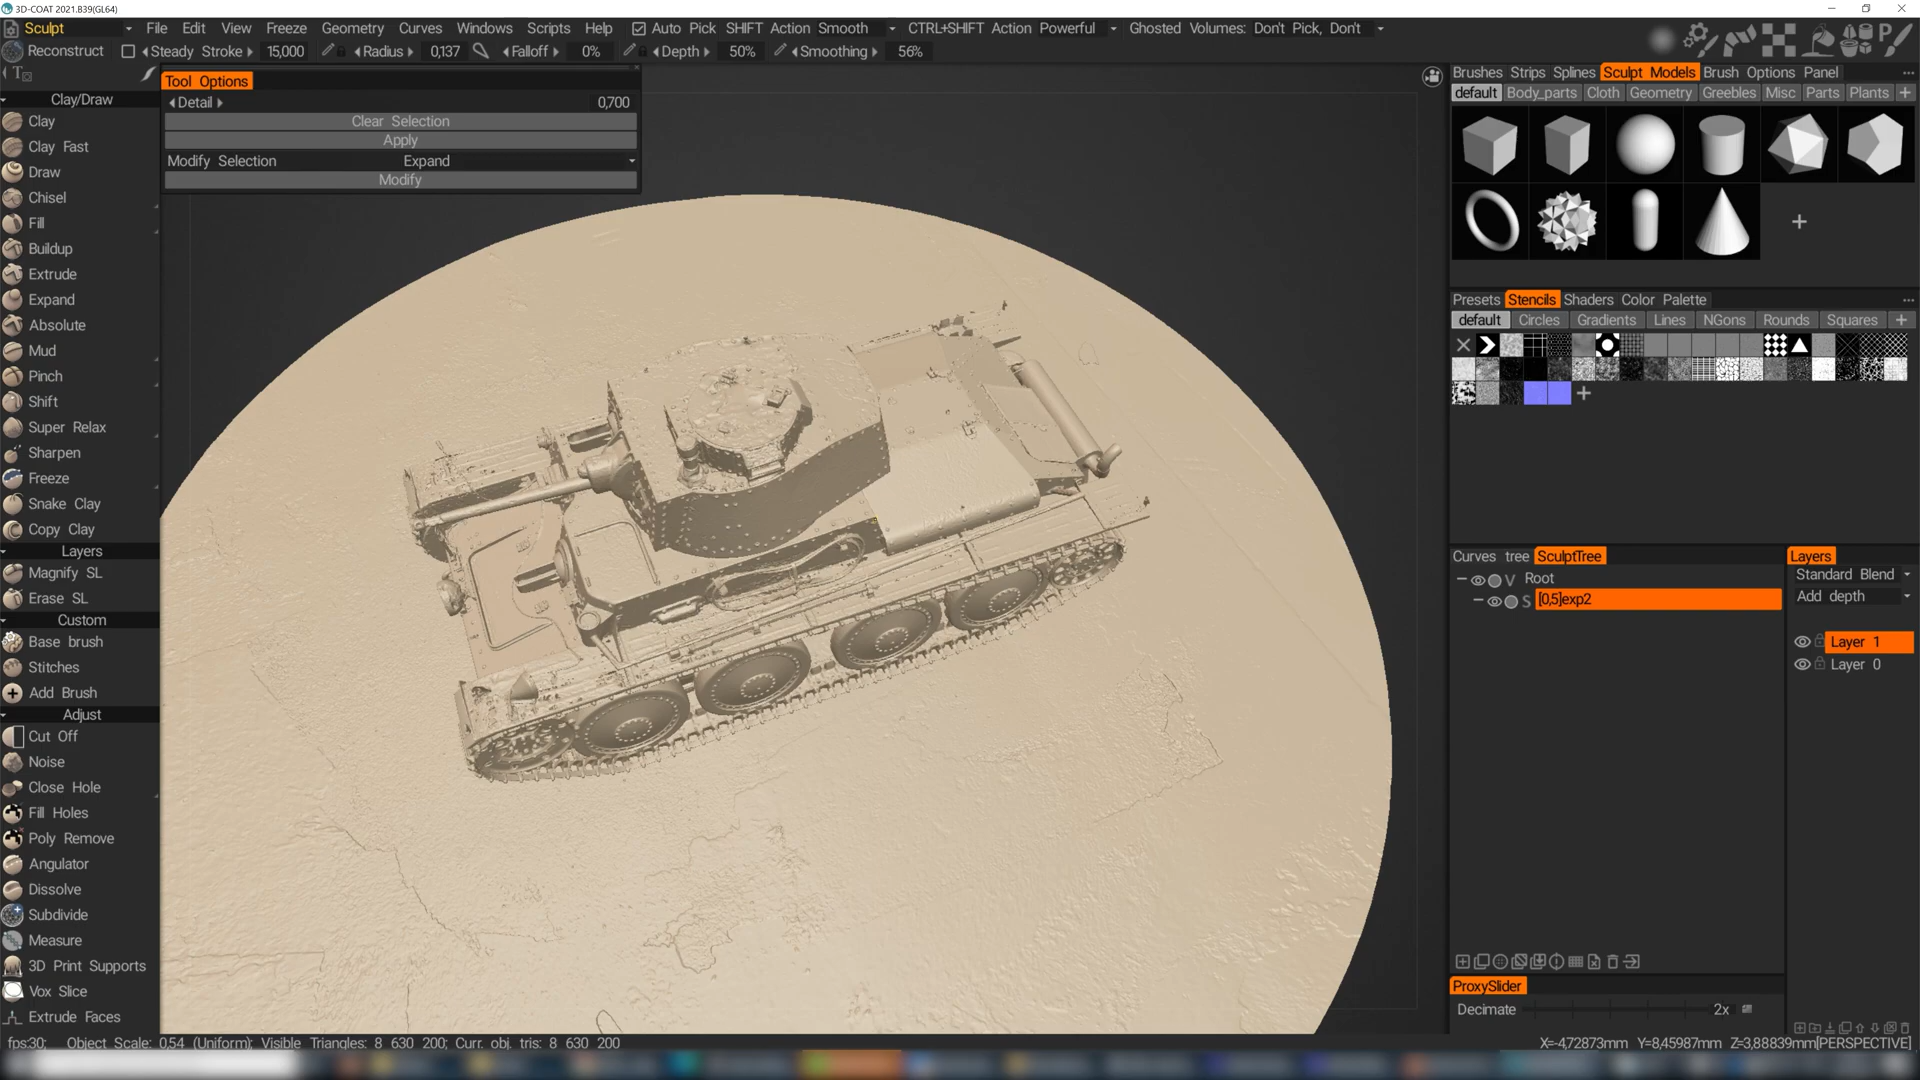 3D-COAT 2021.B39(GL64)
Sculpt File Edit View Freeze Geometry Curves Windows Scripts Help Auto Pick SHIFT Action Smooth CTRL+SHIFT Action Powerful Ghosted Volumes: Don't Pick, Don't
Reconstruct Steady Stroke 15,000 Radius 0,137 Falloff 0% Depth 50% Smoothing 56%
Clay/Draw
Clay
Clay Fast
Draw
Chisel
Fill
Buildup
Extrude
Expand
Absolute
Mud
Pinch
Shift
Super Relax
Sharpen
Freeze
Snake Clay
Copy Clay
Layers
Magnify SL
Erase SL
Custom
Base brush
Stitches
Add Brush
Adjust
Cut Off
Noise
Close Hole
Fill Holes
Poly Remove
Angulator
Dissolve
Subdivide
Measure
3D Print Supports
Vox Slice
Extrude Faces
Tool Options
Detail 0,700
Clear Selection
Apply
Modify Selection Expand
Modify
Brushes Strips Splines Sculpt Models Brush Options Panel
default Body_parts Cloth Geometry Greebles Misc Parts Plants +
Presets Stencils Shaders Color Palette
default Circles Gradients Lines NGons Rounds Squares +
Curves tree SculptTree
V Root
S [0,5]exp2
Layers
Standard Blend
Add depth
Layer 1
Layer 0
ProxySlider
Decimate 2x
fps:30; Object Scale: 0.54 (Uniform); Visible Triangles: 8 630 200; Curr. obj. tris: 8 630 200
X=-4,72873mm Y=8,45987mm Z=3,88839mm[PERSPECTIVE]